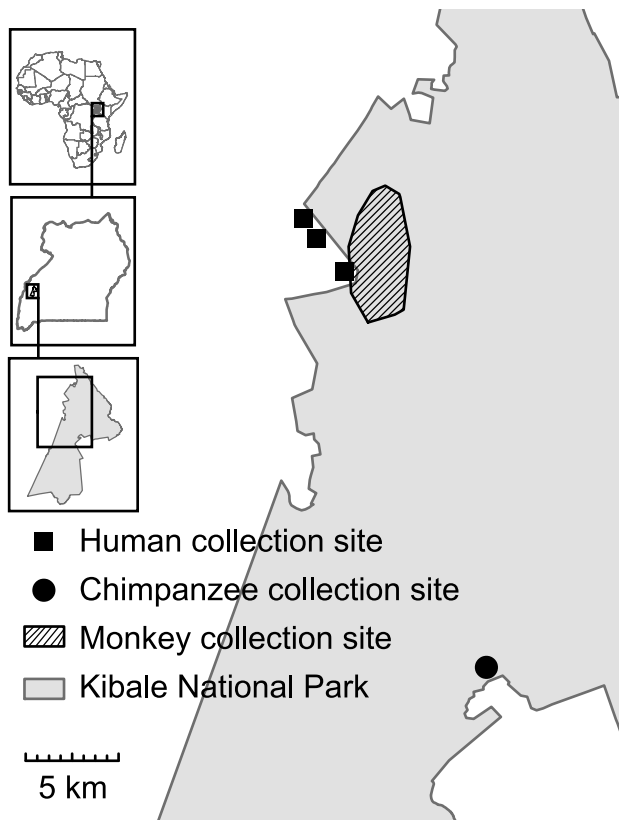 Human collection site
Chimpanzee collection site
Monkey collection site
Kibale National Park
5 km